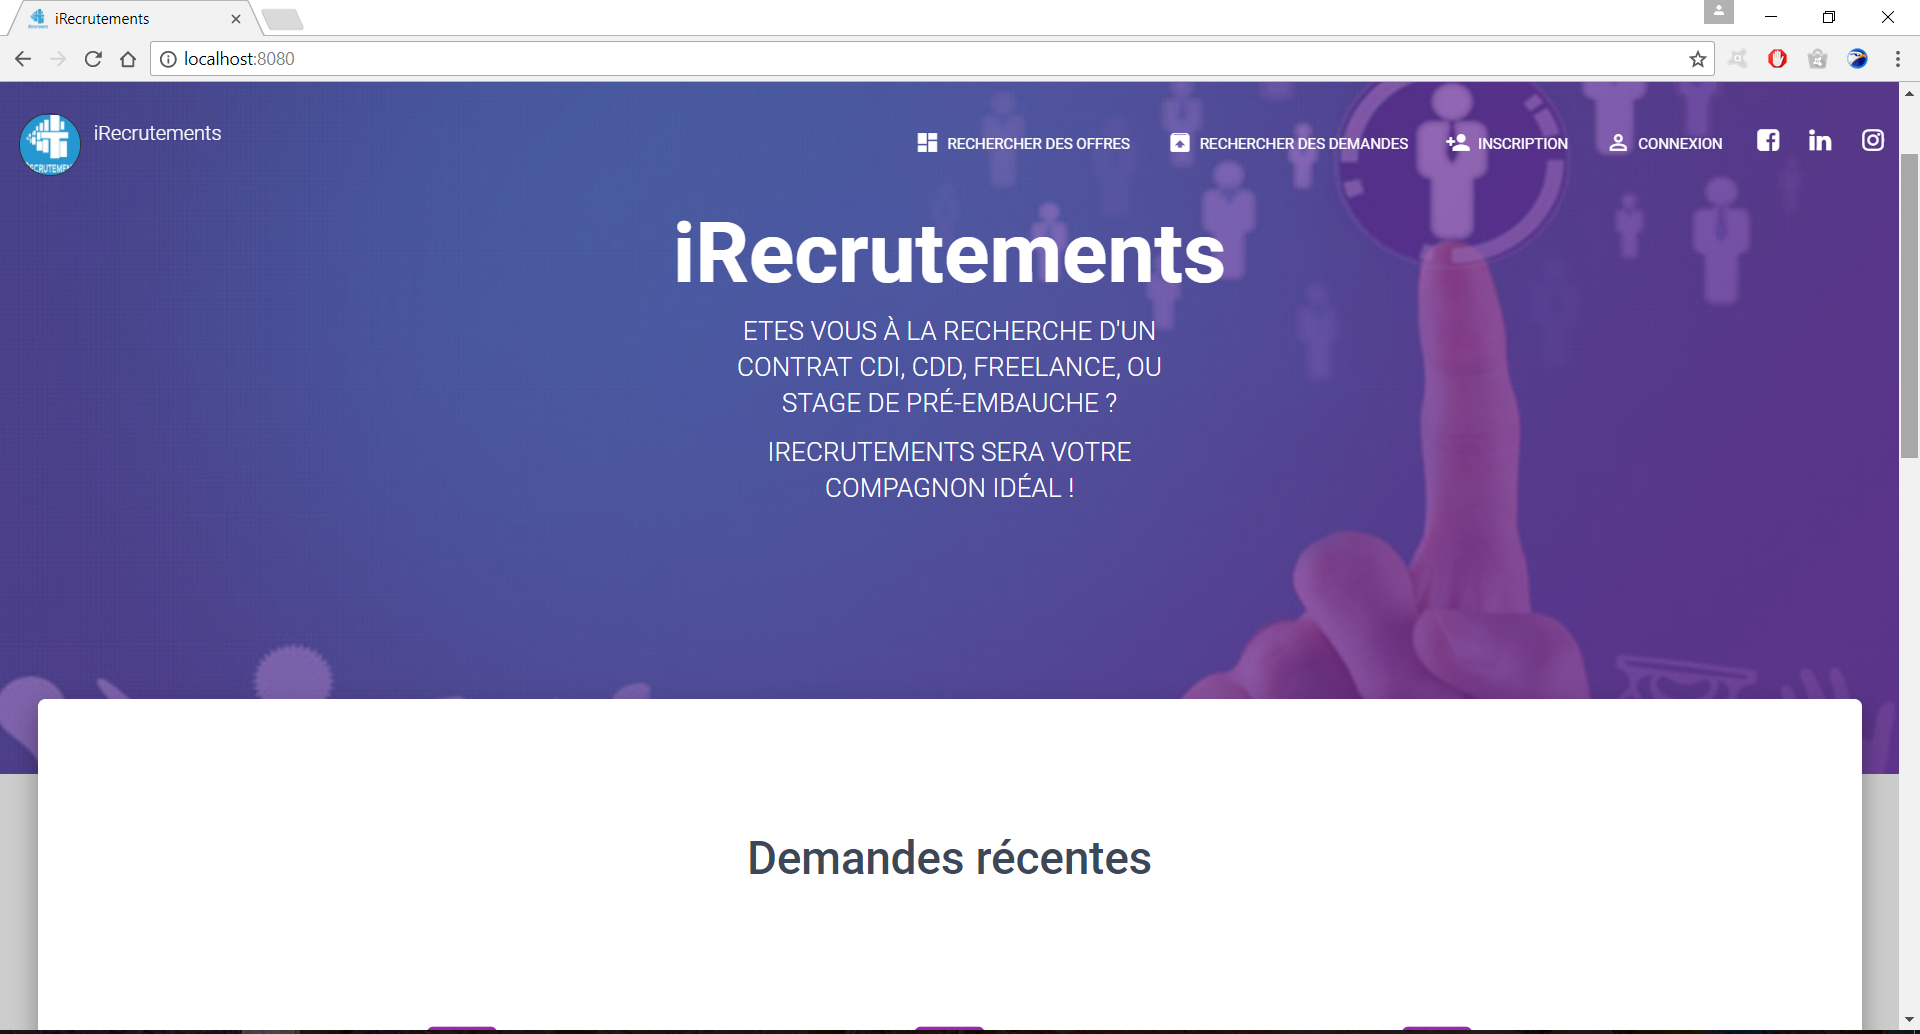 iRecrutements
localhost:8080
iRecrutements
RECHERCHER DES OFFRES
RECHERCHER DES DEMANDES
INSCRIPTION
CONNEXION
iRecrutements
ETES VOUS À LA RECHERCHE D'UN
CONTRAT CDI, CDD, FREELANCE, OU
STAGE DE PRÉ-EMBAUCHE ?
IRECRUTEMENTS SERA VOTRE
COMPAGNON IDÉAL !
Demandes récentes